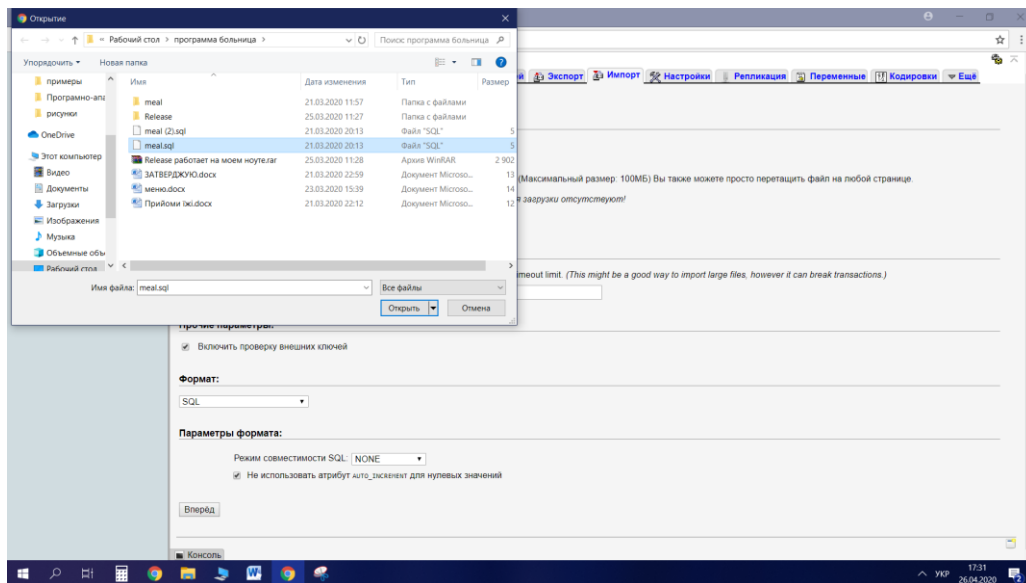 Открытие
« Рабочий стол > программа больница >
Поиск: программа больница
Упорядочить
Новая папка
примеры
Програмно-апа
рисунки
OneDrive
Этот компьютер
Видео
Документы
Загрузки
Изображения
Музыка
Объемные объ
Рабочий стол
Имя Дата изменения Тип Размер
meal 21.03.2020 11:57 Папка с файлами
Release 25.03.2020 11:27 Папка с файлами
meal (2).sql 21.03.2020 20:13 Файл "SQL" 5
meal.sql 21.03.2020 20:13 Файл "SQL" 5
Release работает на моем ноуте.rar 25.03.2020 11:28 Архив WinRAR 2 902
ЗАТВЕРДЖУЮ.docx 21.03.2020 22:59 Документ Microso... 13
меню.docx 23.03.2020 15:39 Документ Microso... 14
Прийоми їжі.docx 21.03.2020 22:12 Документ Microso... 12
Имя файла: meal.sql
Все файлы
Открыть
Отмена
й Экспорт Импорт Настройки Репликация Переменные Кодировки Ещё
(Максимальный размер: 100МБ) Вы также можете просто перетащить файл на любой странице.
я загрузки отсутствуют!
imeout limit. (This might be a good way to import large files, however it can break transactions.)
Прочие параметры:
Включить проверку внешних ключей
Формат:
SQL
Параметры формата:
Режим совместимости SQL: NONE
Не использовать атрибут AUTO_INCREMENT для нулевых значений
Вперёд
Консоль
УКР
17:31
26.04.2020